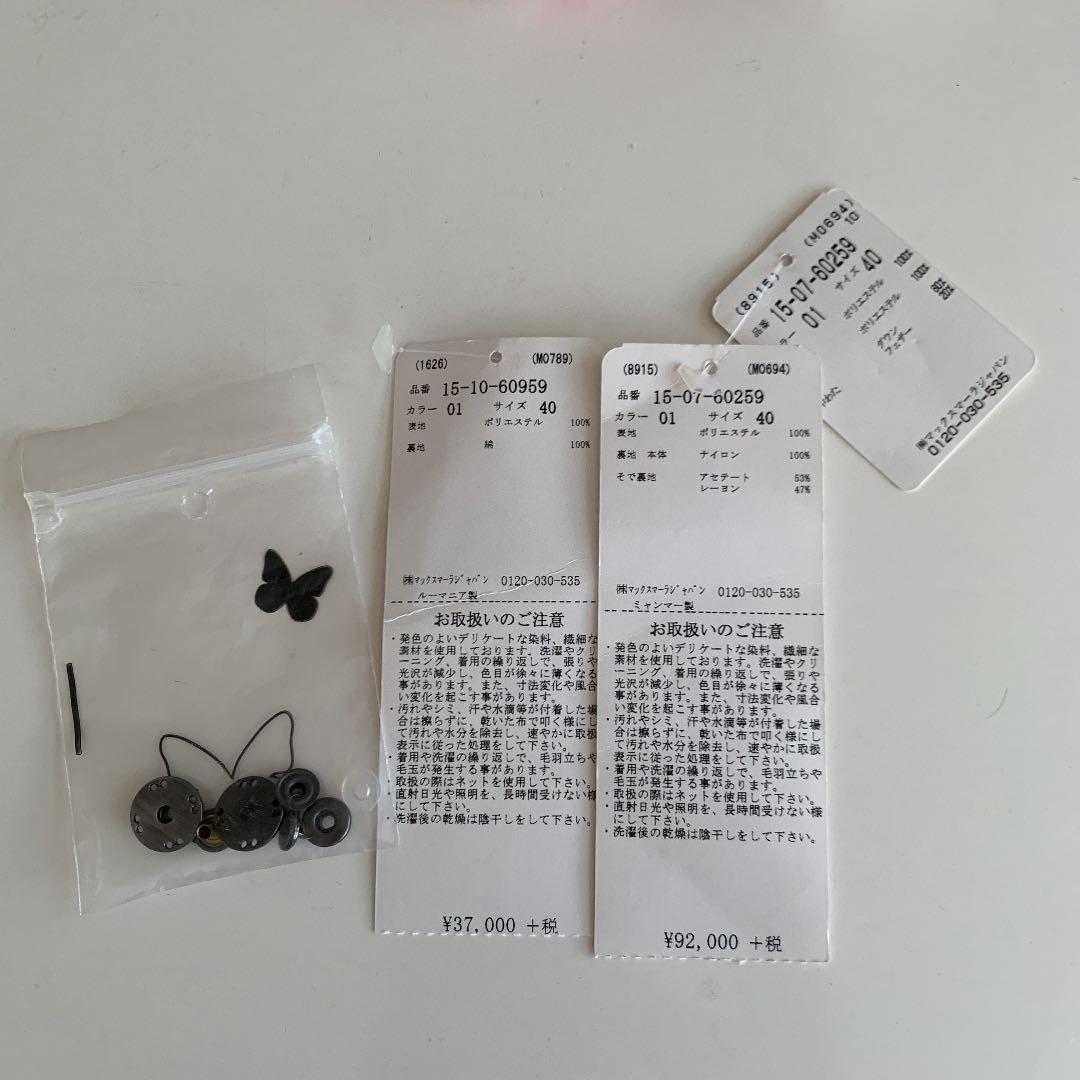 (1626) (M0789)
品番 15-10-60959
カラー 01 サイズ 40
表地 ポリエステル 100%
裏地 綿 100%
㈱マックスマーラジャパン 0120-030-535
ルーマニア製
お取扱いのご注意
・発色のよいデリケートな染料、繊細な
素材を使用しております。洗濯やクリ
ーニング、着用の繰り返しで、張りや
光沢が減少し、色目が徐々に薄くなる
事があります。また、寸法変化や風合
い変化を起こす事があります。
・汚れやシミ、汗や水滴等が付着した場
合は擦らずに、乾いた布で叩く様にし
て汚れや水分を除去し、速やかに取扱
表示に従った処理をして下さい。
・着用や洗濯の繰り返しで、毛羽立ちや
毛玉が発生する事があります。
・取扱の際はネットを使用して下さい。
・直射日光や照明を、長時間受けない様
にして下さい。
・洗濯後の乾燥は陰干しをして下さい。
¥37,000 +税
(8915) (M0694)
品番 15-07-60259
カラー 01 サイズ 40
表地 ポリエステル 100%
裏地 本体 ナイロン 100%
そで裏地 アセテート 53%
レーヨン 47%
㈱マックスマーラジャパン 0120-030-535
ミャンマー製
お取扱いのご注意
・発色のよいデリケートな染料、繊細な
素材を使用しております。洗濯やクリ
ーニング、着用の繰り返しで、張りや
光沢が減少し、色目が徐々に薄くなる
事があります。また、寸法変化や風合
い変化を起こす事があります。
・汚れやシミ、汗や水滴等が付着した場
合は擦らずに、乾いた布で叩く様にし
て汚れや水分を除去し、速やかに取扱
表示に従った処理をして下さい。
・着用や洗濯の繰り返しで、毛羽立ちや
毛玉が発生する事があります。
・取扱の際はネットを使用して下さい。
・直射日光や照明を、長時間受けない様
にして下さい。
・洗濯後の乾燥は陰干しをして下さい。
¥92,000 +税
(8915) (M0694)
品番 15-07-60259 10
ラー 01 サイズ 40
ポリエステル 100%
ポリエステル 100%
ダウン 80%
フェザー 20%
わた
㈱マックスマーラジャパン
0120-030-535